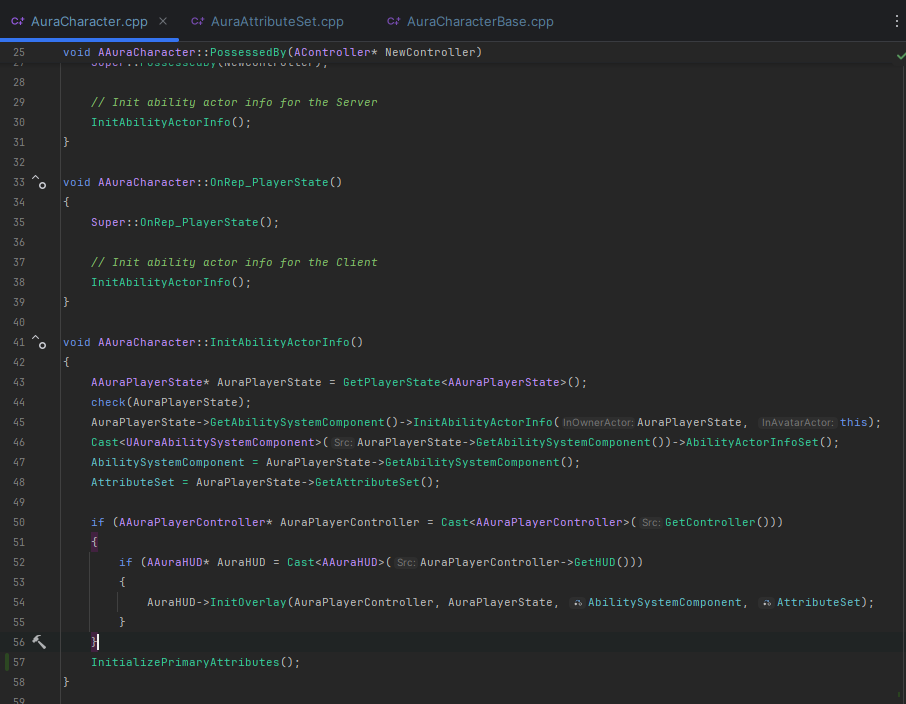 C+ AuraCharacter.cpp × C+ AuraAttributeSet.cpp C+ AuraCharacterBase.cpp
25 void AAuraCharacter::PossessedBy(AController* NewController)
27 Super::PossessedBy(NewController);
28
29 // Init ability actor info for the Server
30 InitAbilityActorInfo();
31 }
32
33 void AAuraCharacter::OnRep_PlayerState()
34 {
35 Super::OnRep_PlayerState();
36
37 // Init ability actor info for the Client
38 InitAbilityActorInfo();
39 }
40
41 void AAuraCharacter::InitAbilityActorInfo()
42 {
43 AAuraPlayerState* AuraPlayerState = GetPlayerState<AAuraPlayerState>();
44 check(AuraPlayerState);
45 AuraPlayerState->GetAbilitySystemComponent()->InitAbilityActorInfo( InOwnerActor: AuraPlayerState, InAvatarActor: this);
46 Cast<UAuraAbilitySystemComponent>( Src: AuraPlayerState->GetAbilitySystemComponent())->AbilityActorInfoSet();
47 AbilitySystemComponent = AuraPlayerState->GetAbilitySystemComponent();
48 AttributeSet = AuraPlayerState->GetAttributeSet();
49
50 if (AAuraPlayerController* AuraPlayerController = Cast<AAuraPlayerController>( Src: GetController()))
51 {
52 if (AAuraHUD* AuraHUD = Cast<AAuraHUD>( Src: AuraPlayerController->GetHUD()))
53 {
54 AuraHUD->InitOverlay(AuraPlayerController, AuraPlayerState, AbilitySystemComponent, AttributeSet);
55 }
56 }
57 InitializePrimaryAttributes();
58 }
59